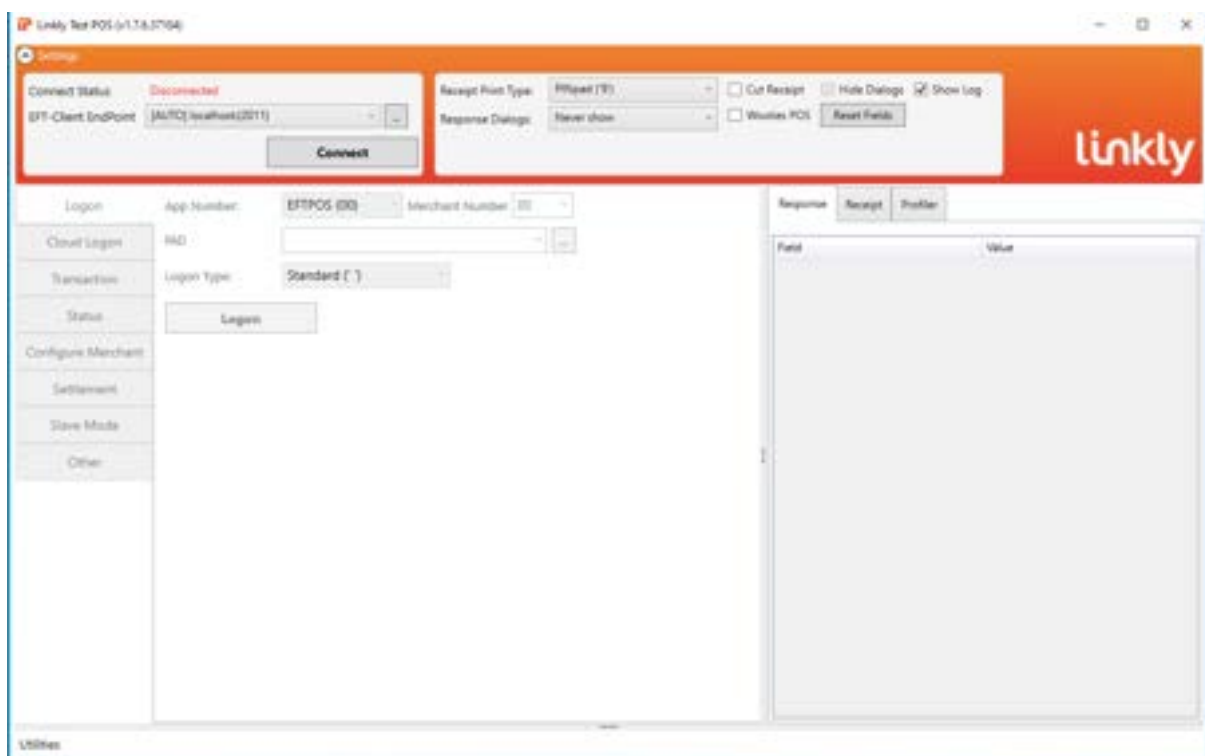 Linkly Test POS (v1.7.6.37104)
Settings
Connect Status Disconnected
EFT-Client EndPoint [AUTO] localhost:(2011) ...
Connect
Receipt Print Type: PINpad ('9')
Response Dialogs: Never show
Cut Receipt Hide Dialogs Show Log
Woolies POS Reset Fields
linkly
Logon
Cloud Logon
Transaction
Status
Configure Merchant
Settlement
Slave Mode
Other
App Number: EFTPOS (00) Merchant Number 00
PAD ...
Logon Type: Standard (' ')
Logon
Response Receipt Profiler
Field Value
Utilities